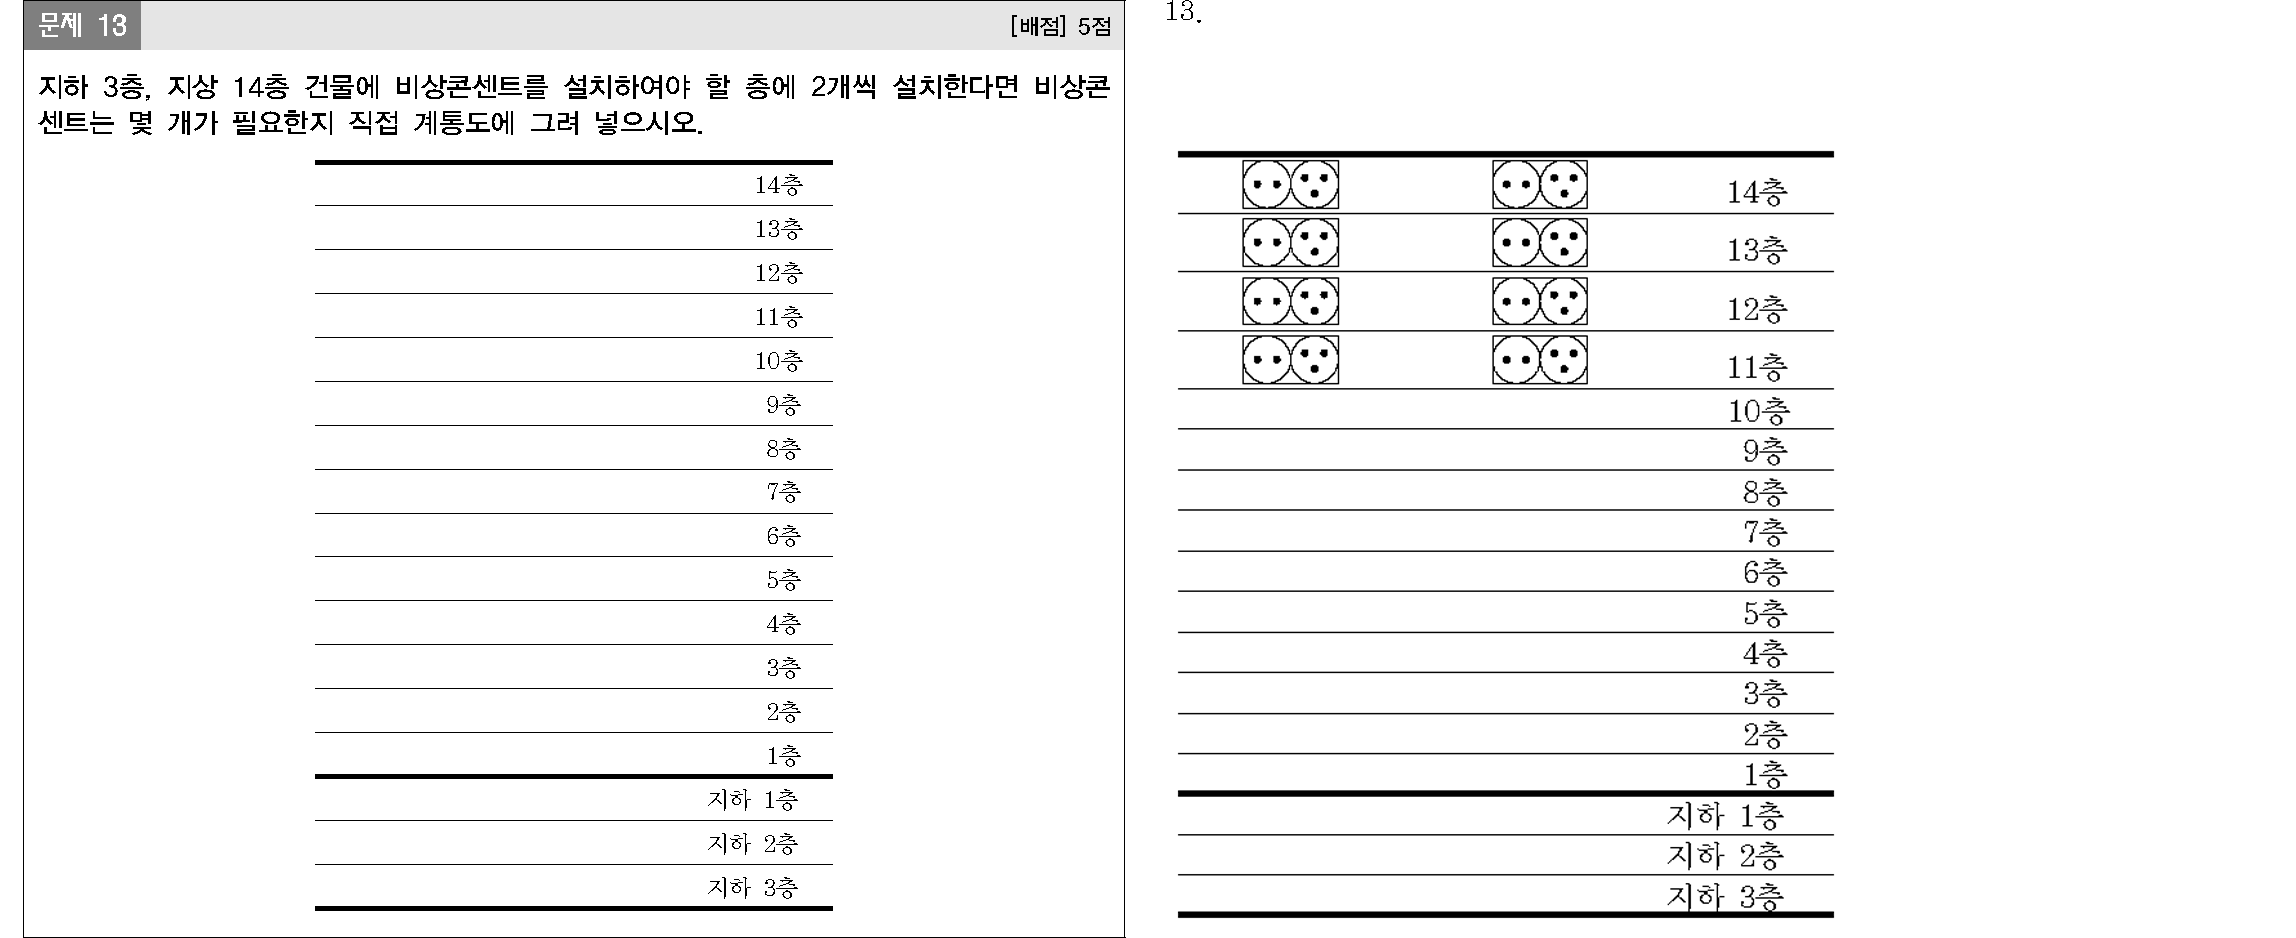 문제 13
[배점] 5점
지하 3층, 지상 14층 건물에 비상콘센트를 설치하여야 할 층에 2개씩 설치한다면 비상콘
센트는 몇 개가 필요한지 직접 계통도에 그려 넣으시오.
14층
13층
12층
11층
10층
9층
8층
7층
6층
5층
4층
3층
2층
1층
지하 1층
지하 2층
지하 3층
13.
14층
13층
12층
11층
10층
9층
8층
7층
6층
5층
4층
3층
2층
1층
지하 1층
지하 2층
지하 3층